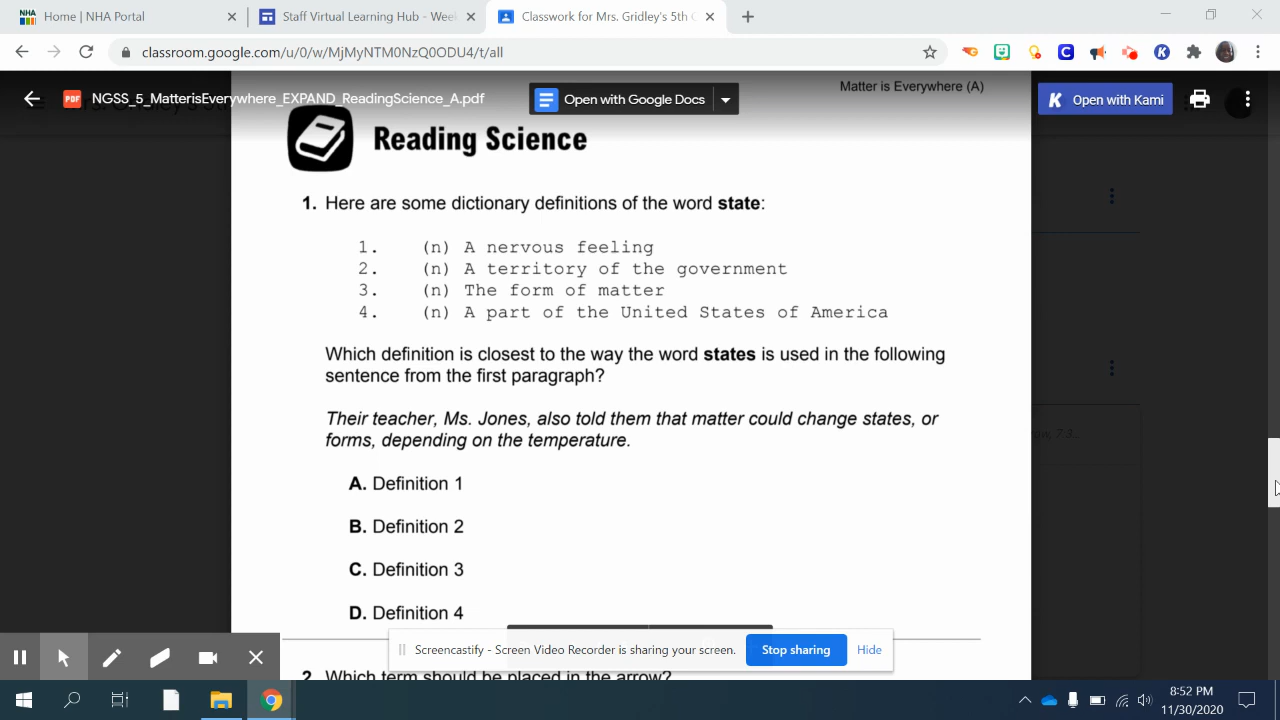 Home | NHA Portal
Staff Virtual Learning Hub - Wee
Classwork for Mrs. Gridley's 5th
classroom.google.com/u/0/w/MjMyNTM0NzQ0ODU4/t/all
NGSS_5_MatterisEverywhere_EXPAND_ReadingScience_A.pdf
Open with Google Docs
Matter is Everywhere (A)
Open with Kami
Reading Science
1. Here are some dictionary definitions of the word state:
1. (n) A nervous feeling
2. (n) A territory of the government
3. (n) The form of matter
4. (n) A part of the United States of America
Which definition is closest to the way the word states is used in the following
sentence from the first paragraph?
Their teacher, Ms. Jones, also told them that matter could change states, or
forms, depending on the temperature.
A. Definition 1
B. Definition 2
C. Definition 3
D. Definition 4
Screencastify - Screen Video Recorder is sharing your screen.
Stop sharing
Hide
2. Which term should be placed in the arrow?
8:52 PM
11/30/2020